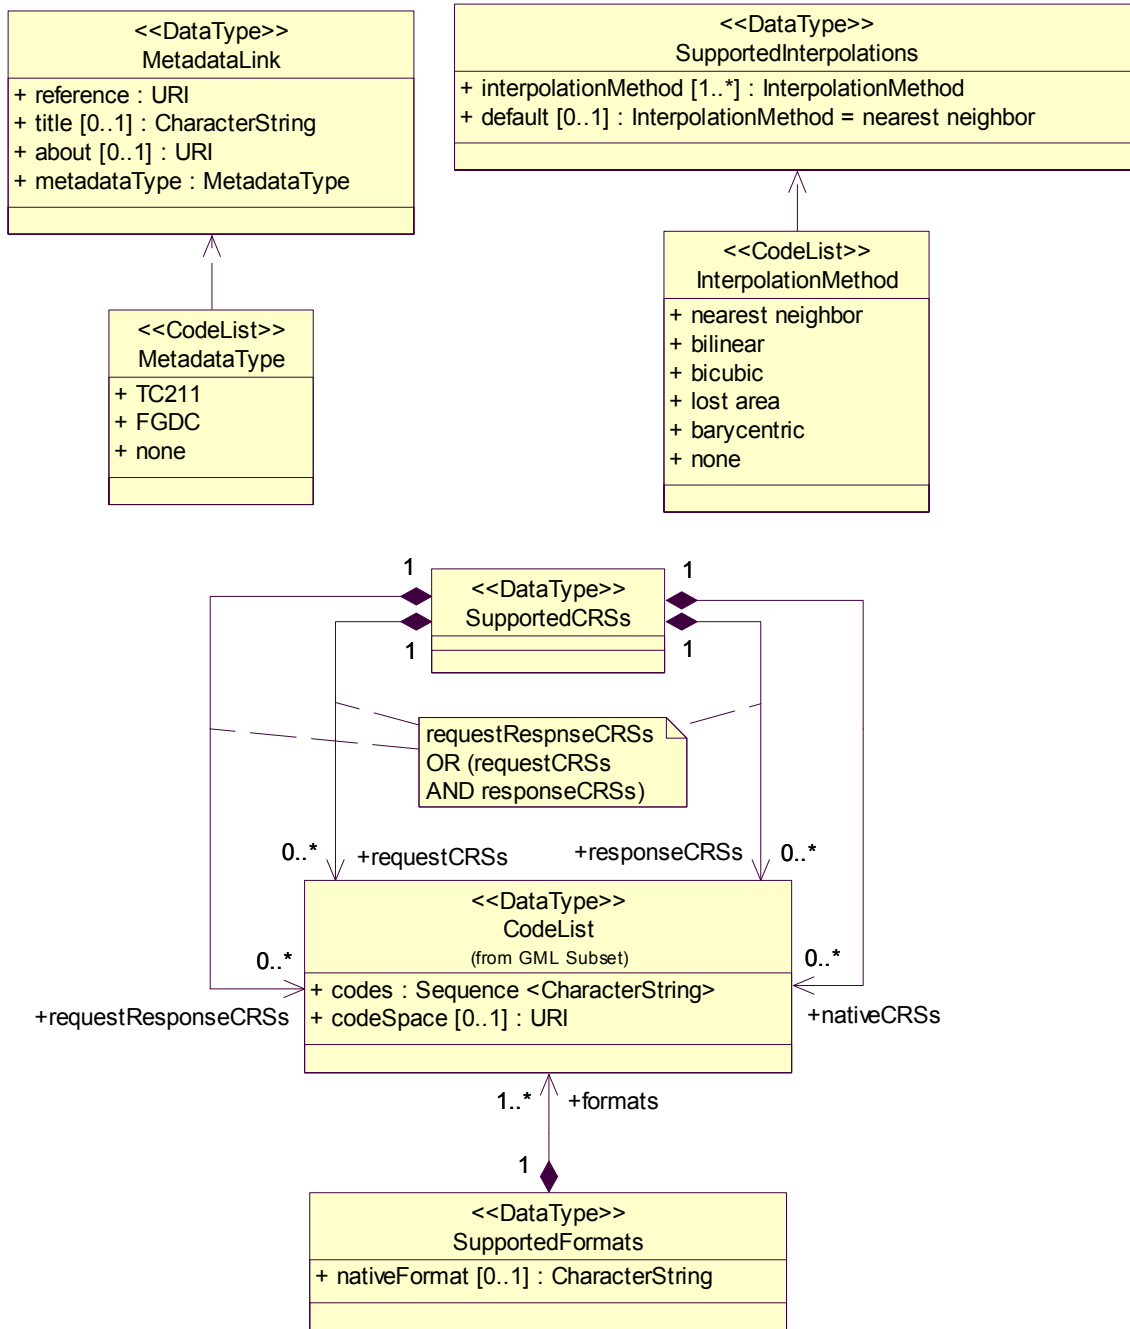 <<DataType>>
MetadataLink
+ reference : URI
+ title [0..1] : CharacterString
+ about [0..1] : URI
+ metadataType : MetadataType
<<DataType>>
SupportedInterpolations
+ interpolationMethod [1..*] : InterpolationMethod
+ default [0..1] : InterpolationMethod = nearest neighbor
<<CodeList>>
MetadataType
+ TC211
+ FGDC
+ none
<<CodeList>>
InterpolationMethod
+ nearest neighbor
+ bilinear
+ bicubic
+ lost area
+ barycentric
+ none
1
1
<<DataType>>
SupportedCRSs
1
1
requestRespnseCRSs
OR (requestCRSs
AND responseCRSs)
0..*
+requestCRSs
+responseCRSs
0..*
<<DataType>>
CodeList
(from GML Subset)
+ codes : Sequence <CharacterString>
+ codeSpace [0..1] : URI
0..*
+requestResponseCRSs
0..*
+nativeCRSs
1..*
+formats
1
<<DataType>>
SupportedFormats
+ nativeFormat [0..1] : CharacterString